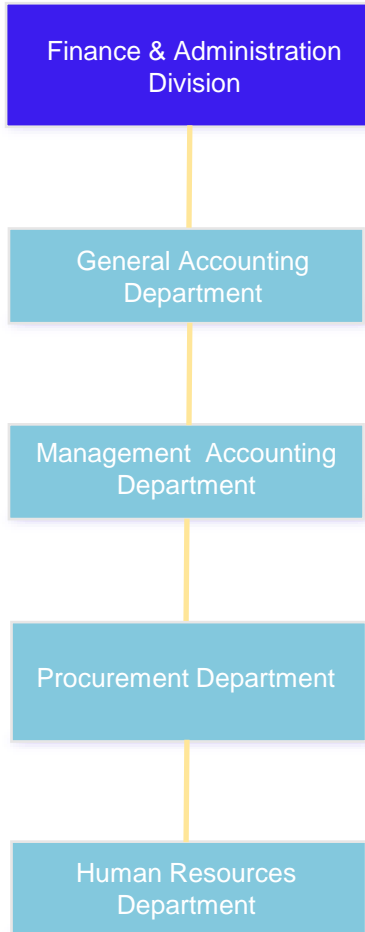 Finance & Administration
Division
General Accounting
Department
Management Accounting
Department
Procurement Department
Human Resources
Department